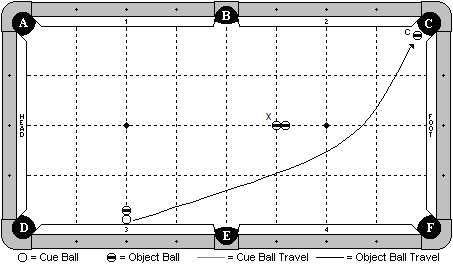 A B C
1 2
C
X
HEAD
FOOT
D E F
3 4
= Cue Ball = Object Ball = Cue Ball Travel = Object Ball Travel